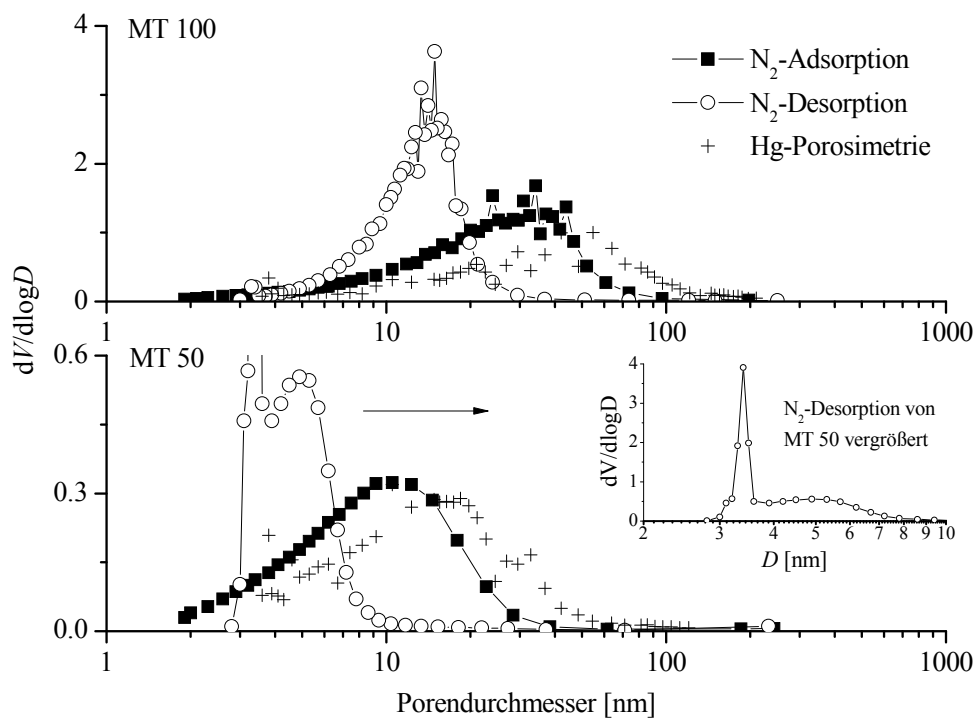 MT 100
N₂-Adsorption
N₂-Desorption
Hg-Porosimetrie
4
2
0
1
10
100
1000
dV/dlogD
MT 50
0.6
0.3
0.0
1
10
100
1000
Porendurchmesser [nm]
N₂-Desorption von
MT 50 vergrößert
dV/dlogD
4
3
2
1
0
2
3
4
5
6
7
8
9
10
D [nm]